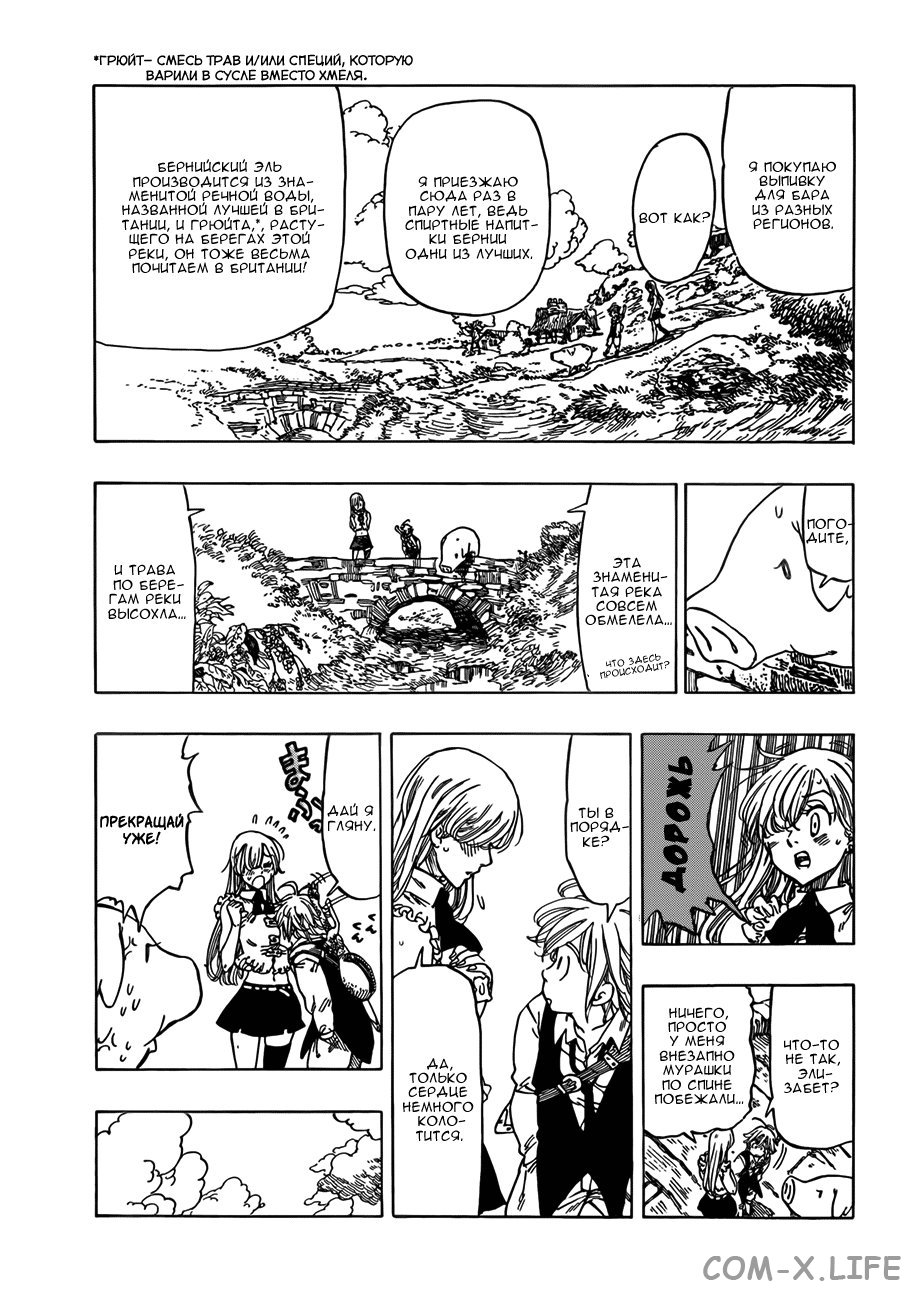 *ГРЮЙТ- СМЕСЬ ТРАВ И/ИЛИ СПЕЦИЙ, КОТОРУЮ
ВАРИЛИ В СУСЛЕ ВМЕСТО ХМЕЛЯ.
Я ПОКУПАЮ
ВЫПИВКУ
ДЛЯ БАРА
ИЗ РАЗНЫХ
РЕГИОНОВ.
ВОТ КАК?
Я ПРИЕЗЖАЮ
СЮДА РАЗ В
ПАРУ ЛЕТ, ВЕДЬ
СПИРТНЫЕ НАПИТ-
КИ БЕРНИИ
ОДНИ ИЗ ЛУЧШИХ.
БЕРНИЙСКИЙ ЭЛЬ
ПРОИЗВОДИТСЯ ИЗ ЗНА-
МЕНИТОЙ РЕЧНОЙ ВОДЫ,
НАЗВАННОЙ ЛУЧШЕЙ В БРИ-
ТАНИИ, И ГРЮЙТА,*, РАСТУ-
ЩЕГО НА БЕРЕГАХ ЭТОЙ
РЕКИ, ОН ТОЖЕ ВЕСЬМА
ПОЧИТАЕМ В БРИТАНИИ!
ПОГО-
ДИТЕ,
ЭТА
ЗНАМЕНИ-
ТАЯ РЕКА
СОВСЕМ
ОБМЕЛЕЛА...
ЧТО ЗДЕСЬ
ПРОИСХОДИТ?
И ТРАВА
ПО БЕРЕ-
ГАМ РЕКИ
ВЫСОХЛА...
ДОРОЖЬ
ЧТО-ТО
НЕ ТАК,
ЭЛИ-
ЗАБЕТ?
НИЧЕГО,
ПРОСТО
У МЕНЯ
ВНЕЗАПНО
МУРАШКИ
ПО СПИНЕ
ПОБЕЖАЛИ...
ТЫ В
ПОРЯД-
КЕ?
ДА,
ТОЛЬКО
СЕРДЦЕ
НЕМНОГО
КОЛО-
ТИТСЯ.
ДАЙ Я
ГЛЯНУ.
ПРЕКРАЩАЙ
УЖЕ!
COM-X.LIFE